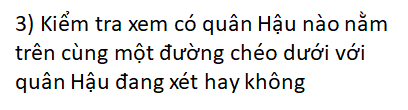 3) Kiểm tra xem có quân Hậu nào nằm
trên cùng một đường chéo dưới với
quân Hậu đang xét hay không